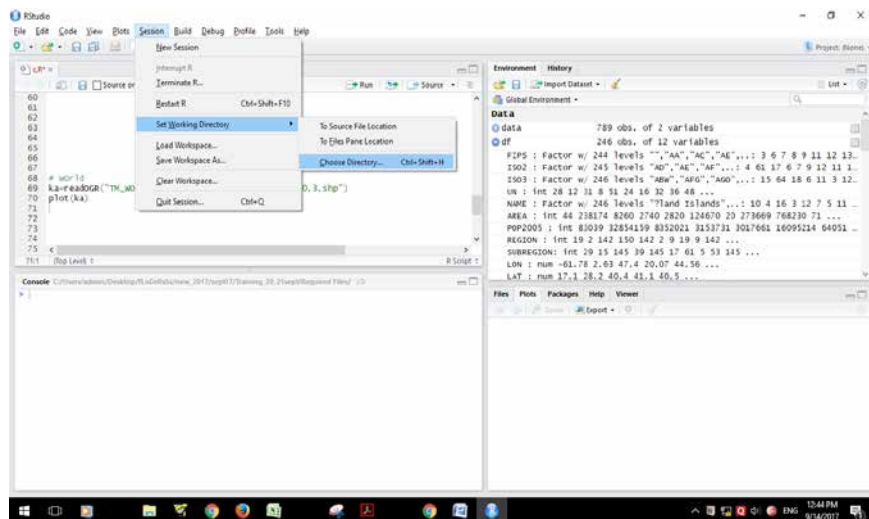 RStudio
File Edit Code View Plots Session Build Debug Profile Tools Help
Project: (None)
New Session
Interrupt R
Terminate R...
Restart R Ctrl+Shift+F10
Set Working Directory
Load Workspace...
Save Workspace As...
Clear Workspace...
Quit Session... Ctrl+Q
To Source File Location
To Files Pane Location
Choose Directory... Ctrl+Shift+H
Source
Run
Source
60
61
62
63
64
65
66
67
68 # world
69 ka=readOGR("TM_WO
0.3.shp")
70 plot(ka)
71
72
73
74
75
71:1 (Top Level) R Script
Console
>
Environment History
Import Dataset List
Global Environment
Data
data 789 obs. of 2 variables
df 246 obs. of 12 variables
FIPS : Factor w/ 244 levels "","AA","AC","AE",..: 3 6 7 8 9 11 12 13..
ISO2 : Factor w/ 245 levels "AD","AE","AF",..: 4 61 17 6 7 9 12 11 1..
ISO3 : Factor w/ 246 levels "ABW","AFG","AGO",..: 15 64 18 6 11 3 12..
UN : int 28 12 31 8 51 24 16 32 36 48 ...
NAME : Factor w/ 246 levels "?land Islands",..: 10 4 16 3 12 7 5 11 ..
AREA : int 44 238174 8260 2740 2820 124670 20 273669 768230 71 ...
POP2005 : int 83039 32854159 8352021 3153731 3017661 16095214 64051 ..
REGION : int 19 2 142 150 142 2 9 19 9 142 ...
SUBREGION: int 29 15 145 39 145 17 61 5 53 145 ...
LON : num -61.78 2.63 47.4 20.07 44.56 ...
LAT : num 17.1 28.2 40.4 41.1 40.5 ...
Files Plots Packages Help Viewer
Zoom Export
ENG
12:44 PM
9/14/2017